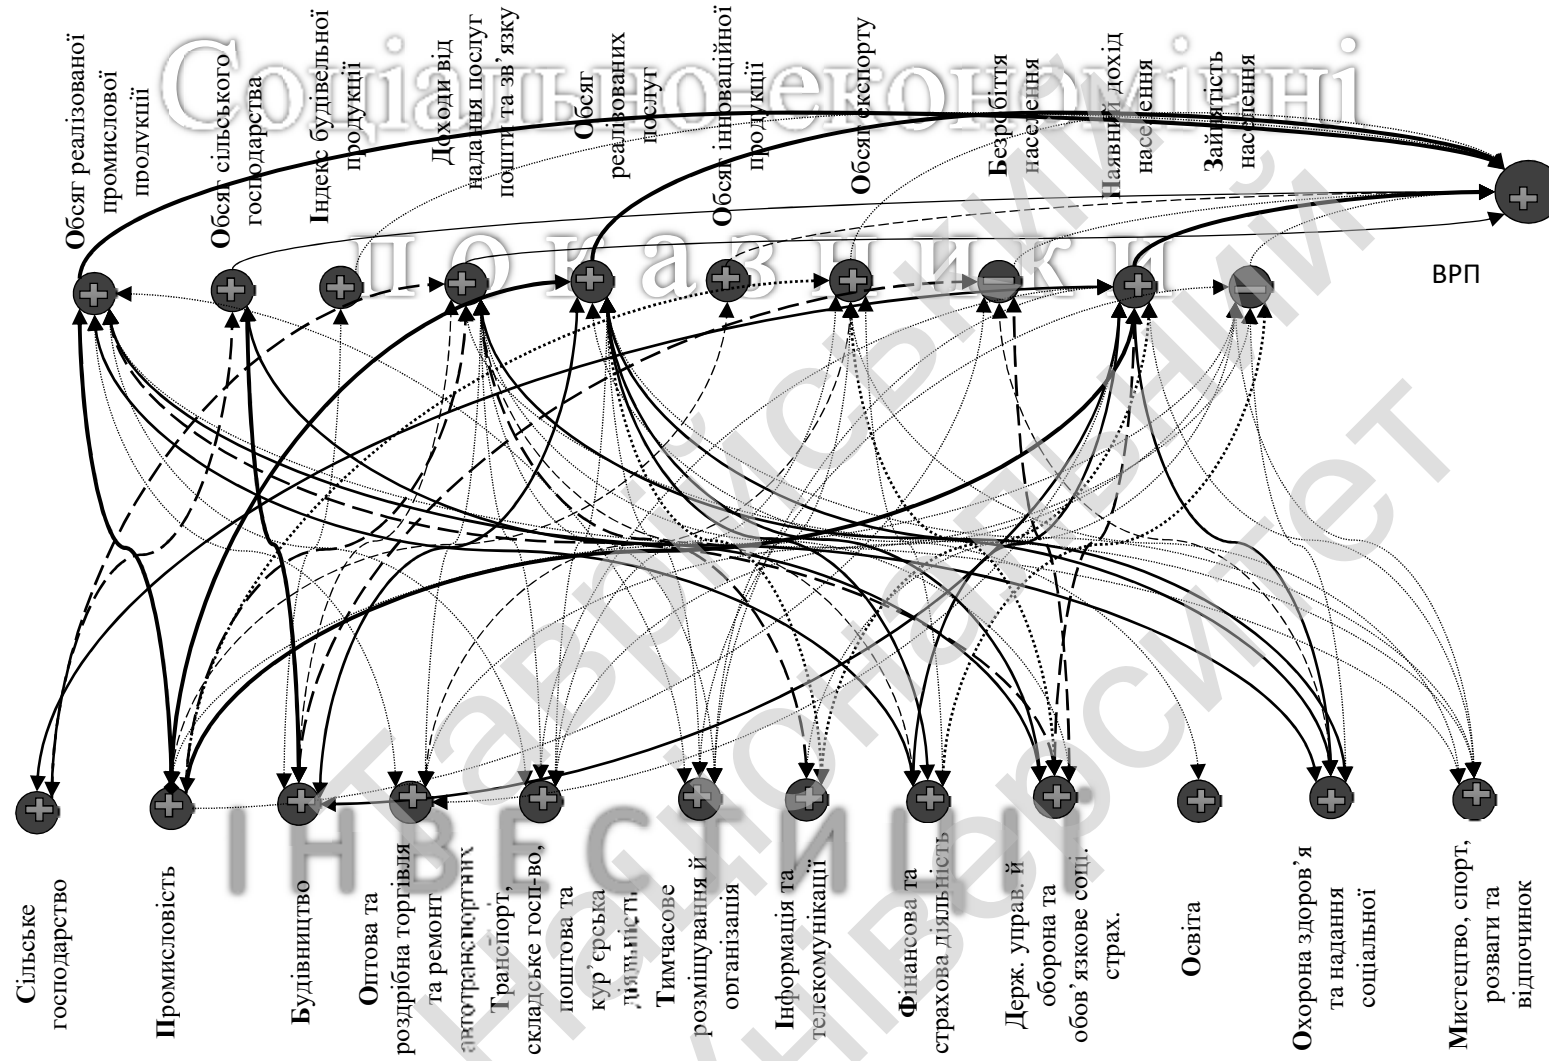 Соціально-економічні
показники
Обсяг реалізованої
промислової
продукції
Обсяг сільського
господарства
Індекс будівельної
продукції
Доходи від
надання послуг
пошти та зв’язку
Обсяг
реалізованих
послуг
Обсяг інноваційної
продукції
Обсяг експорту
Безробіття
населення
Наявний дохід
населення
Зайнятість
населення
ВРП
ІНВЕСТИЦІЇ
Сільське
господарство
Промисловість
Будівництво
Оптова та
роздрібна торгівля
та ремонт
автотранспортних
Транспорт,
складське госп-во,
поштова та
кур’єрська
діяльність
Тимчасове
розміщування й
організація
Інформація та
телекомунікації
Фінансова та
страхова діяльність
Держ. управ. й
оборона та
обов’язкове соці.
страх.
Освіта
Охорона здоров’я
та надання
соціальної
Мистецтво, спорт,
розваги та
відпочинок
Таврійський
Національний
Університет